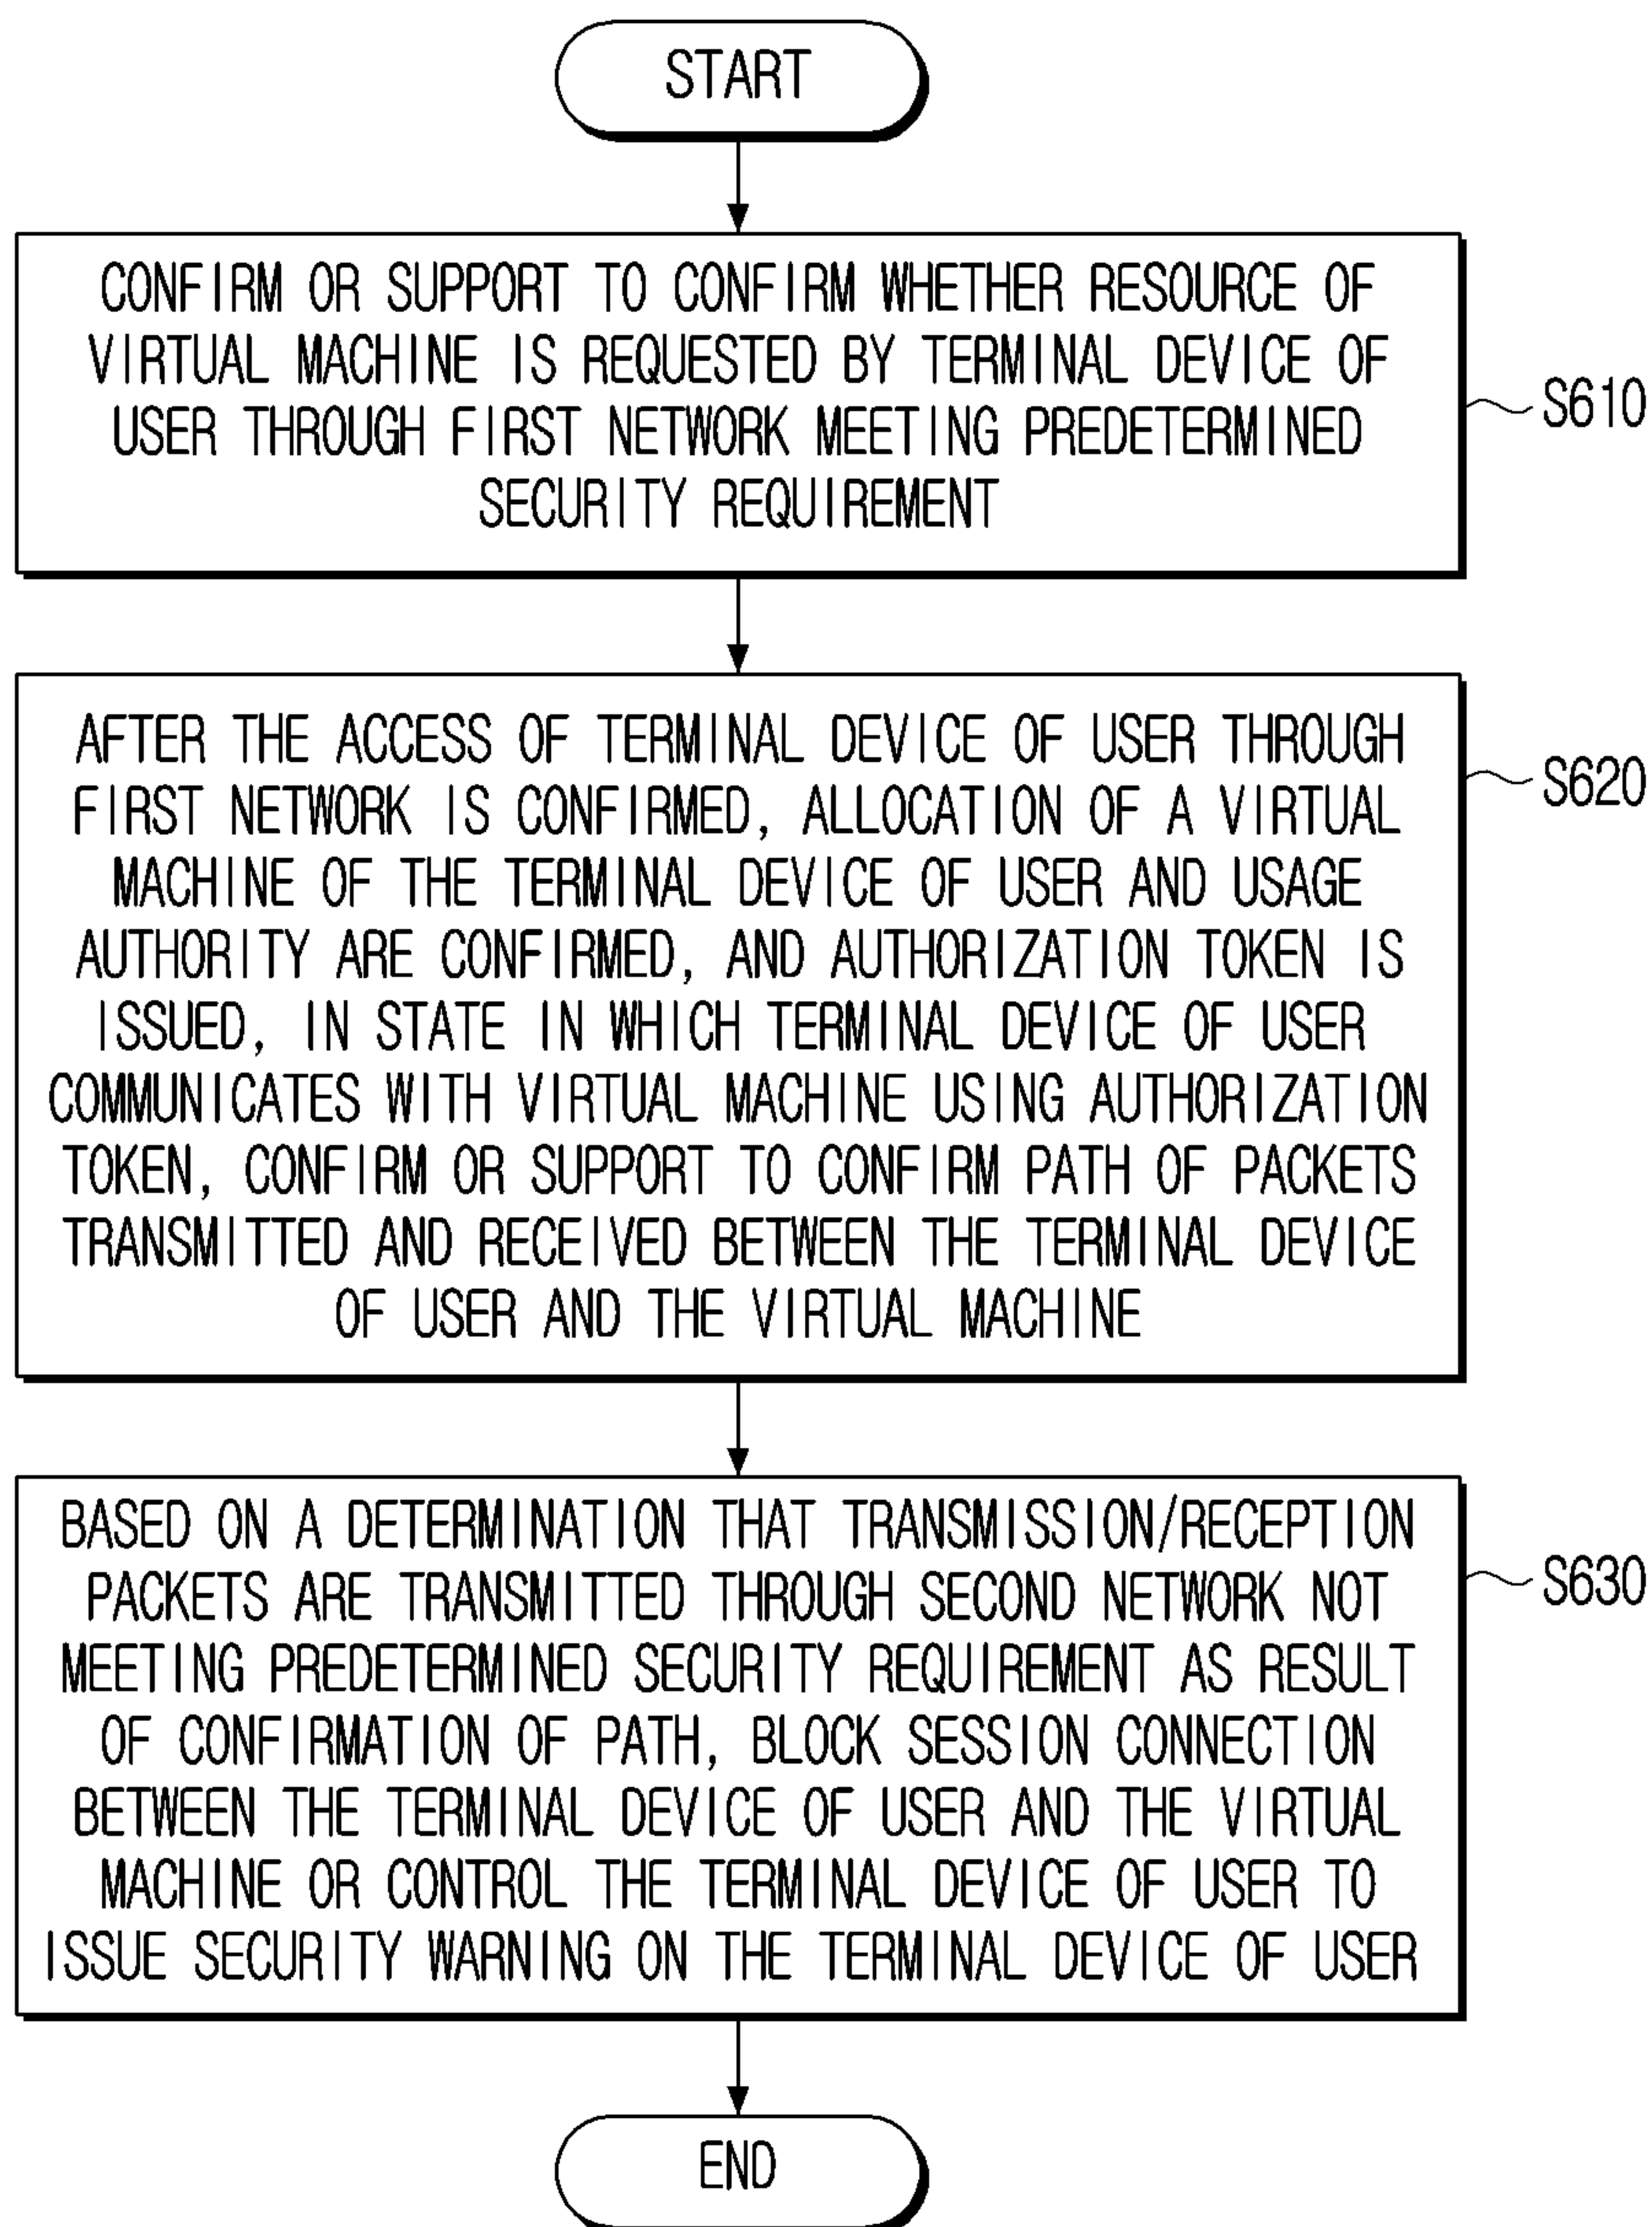 START
CONFIRM OR SUPPORT TO CONFIRM WHETHER RESOURCE OF
VIRTUAL MACHINE IS REQUESTED BY TERMINAL DEVICE OF
USER THROUGH FIRST NETWORK MEETING PREDETERMINED
SECURITY REQUIREMENT
S610
AFTER THE ACCESS OF TERMINAL DEVICE OF USER THROUGH
FIRST NETWORK IS CONFIRMED, ALLOCATION OF A VIRTUAL
MACHINE OF THE TERMINAL DEVICE OF USER AND USAGE
AUTHORITY ARE CONFIRMED, AND AUTHORIZATION TOKEN IS
ISSUED, IN STATE IN WHICH TERMINAL DEVICE OF USER
COMMUNICATES WITH VIRTUAL MACHINE USING AUTHORIZATION
TOKEN, CONFIRM OR SUPPORT TO CONFIRM PATH OF PACKETS
TRANSMITTED AND RECEIVED BETWEEN THE TERMINAL DEVICE
OF USER AND THE VIRTUAL MACHINE
S620
BASED ON A DETERMINATION THAT TRANSMISSION/RECEPTION
PACKETS ARE TRANSMITTED THROUGH SECOND NETWORK NOT
MEETING PREDETERMINED SECURITY REQUIREMENT AS RESULT
OF CONFIRMATION OF PATH, BLOCK SESSION CONNECTION
BETWEEN THE TERMINAL DEVICE OF USER AND THE VIRTUAL
MACHINE OR CONTROL THE TERMINAL DEVICE OF USER TO
ISSUE SECURITY WARNING ON THE TERMINAL DEVICE OF USER
S630
END